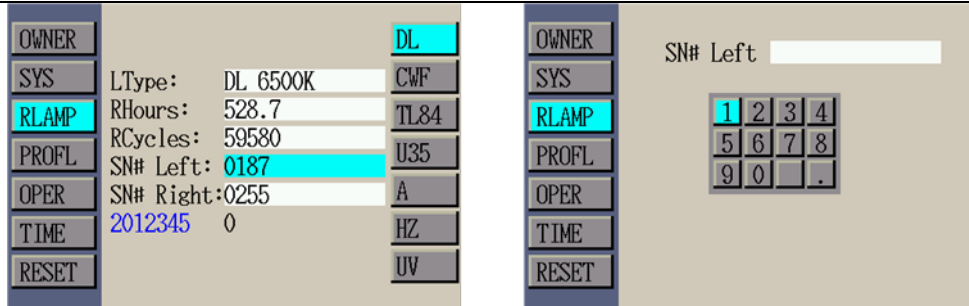 OWNER
SYS
RLAMP
PROFL
OPER
TIME
RESET
LType: DL 6500K
RHours: 528.7
RCycles: 59580
SN# Left: 0187
SN# Right: 0255
2012345 0
DL
CWF
TL84
U35
A
HZ
UV
OWNER
SYS
RLAMP
PROFL
OPER
TIME
RESET
SN# Left
1 2 3 4
5 6 7 8
9 0 .